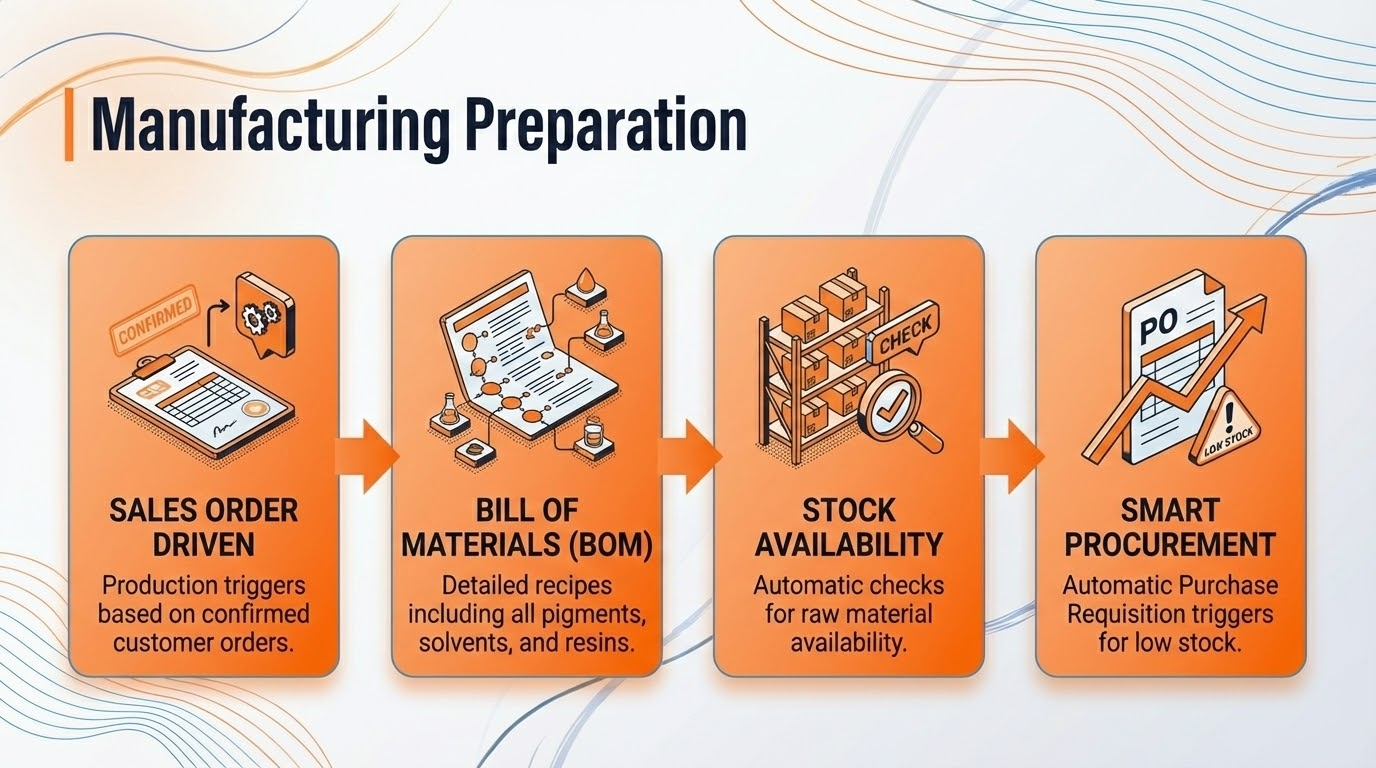 Manufacturing Preparation
CONFIRMED
SALES ORDER
DRIVEN
Production triggers
based on confirmed
customer orders.
BILL OF
MATERIALS (BOM)
Detailed recipes
including all pigments,
solvents, and resins.
CHECK
STOCK
AVAILABILITY
Automatic checks
for raw material
availability.
PO
LOW STOCK
SMART
PROCUREMENT
Automatic Purchase
Requisition triggers
for low stock.